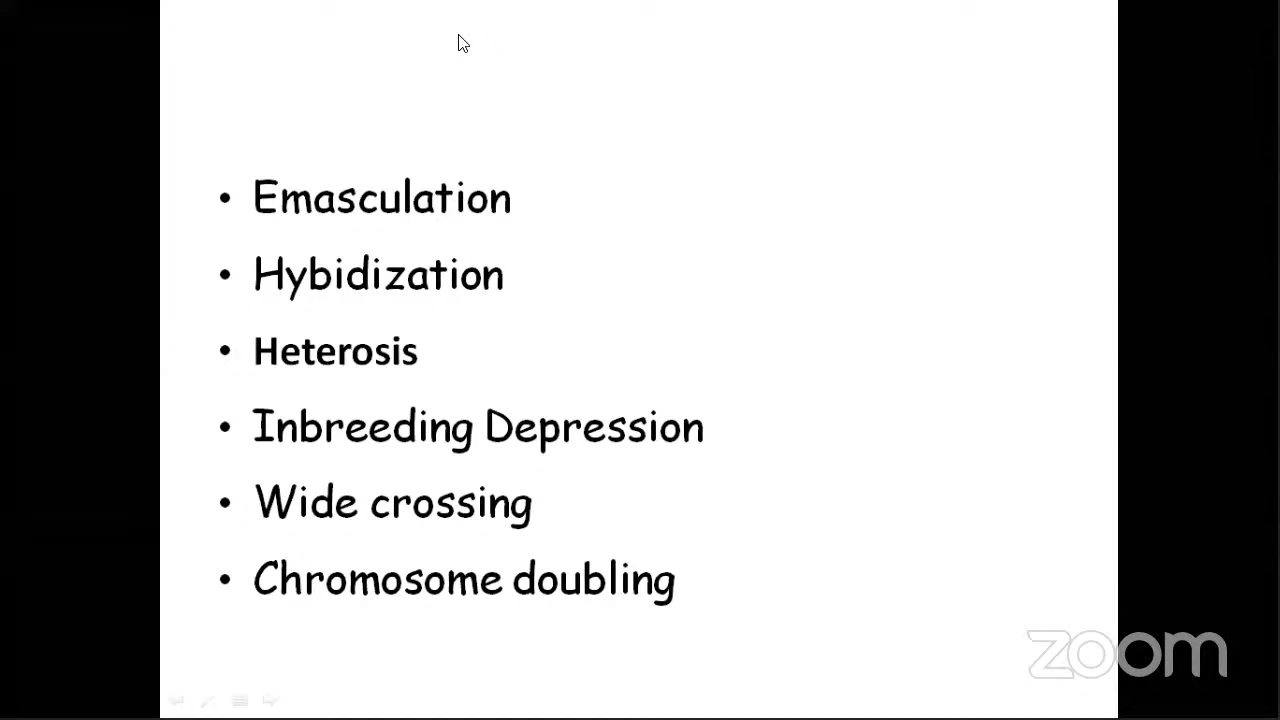 • Emasculation
• Hybidization
• Heterosis
• Inbreeding Depression
• Wide crossing
• Chromosome doubling
zoom